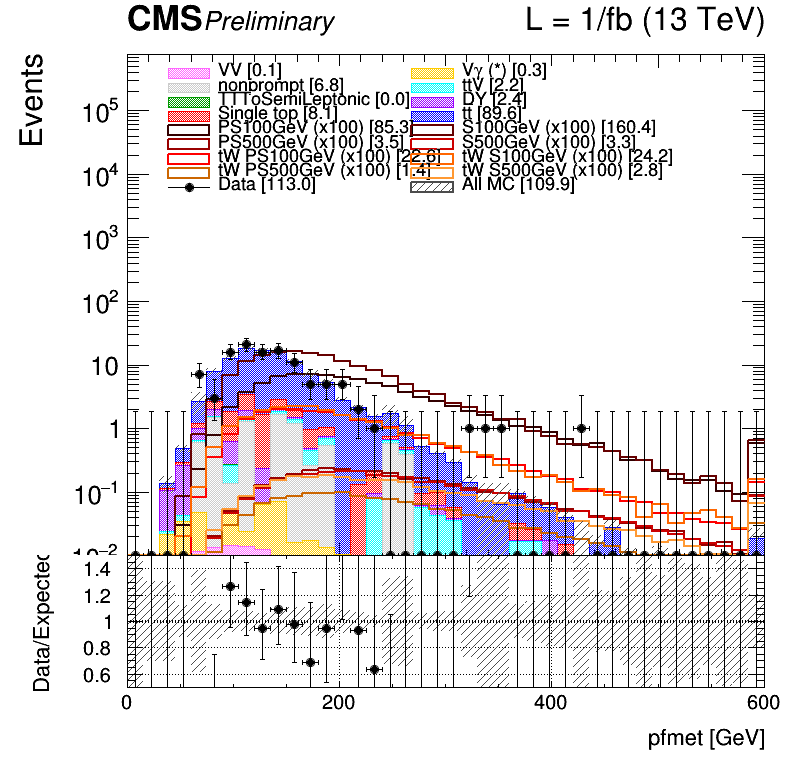 CMS Preliminary L = 1/fb (13 TeV)
Events
VV [0.1] Vγ (*) [0.3]
nonprompt [6.8] ttV [2.2]
TTToSemiLeptonic [0.0] DY [2.4]
Single top [8.1] tt [89.6]
PS100GeV (x100) [85.3] S100GeV (x100) [160.4]
PS500GeV (x100) [3.5] S500GeV (x100) [3.3]
tW PS100GeV (x100) [22.6] tW S100GeV (x100) [24.2]
tW PS500GeV (x100) [1.4] tW S500GeV (x100) [2.8]
Data [113.0] All MC [109.9]
10⁵
10⁴
10³
10²
10
1
10⁻¹
10⁻²
Data/Expected
1.4
1.2
1
0.8
0.6
0 200 400 600
pfmet [GeV]